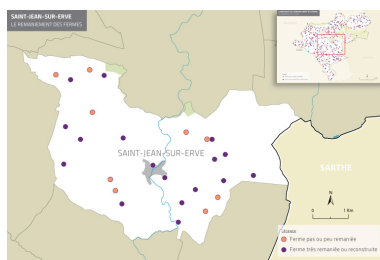 SAINT-JEAN-SUR-ERVE
LE REMANIEMENT DES FERMES
SAINT-JEAN-SUR-ERVE
SARTHE
N
0 1 Km
LÉGENDE
Ferme pas ou peu remaniée
Ferme très remaniée ou reconstruite